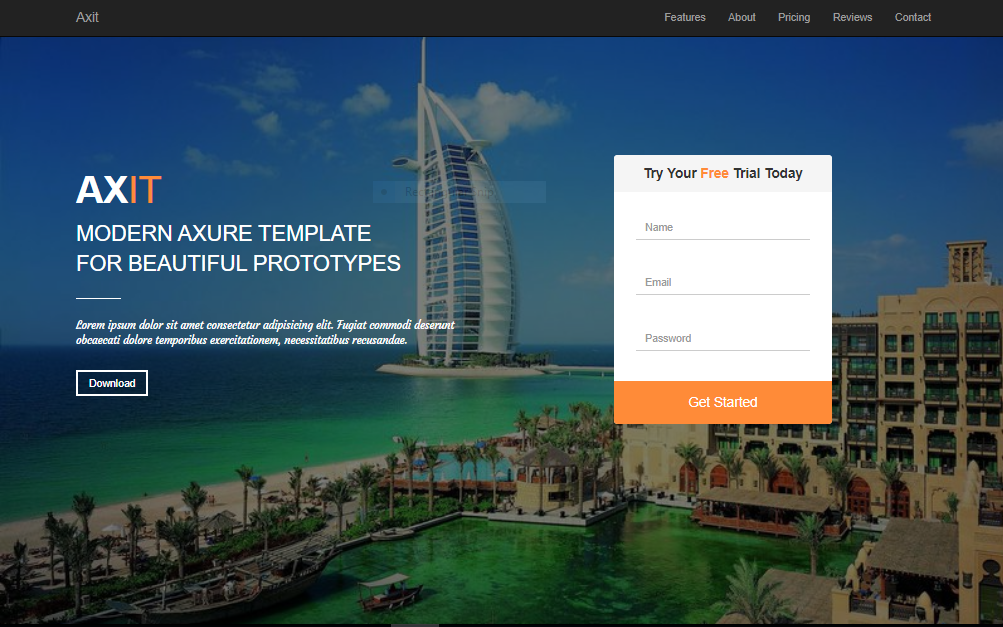 Axit
Features
About
Pricing
Reviews
Contact
AXIT
MODERN AXURE TEMPLATE
FOR BEAUTIFUL PROTOTYPES
Lorem ipsum dolor sit amet consectetur adipisicing elit. Fugiat commodi deserunt
obcaecati dolore temporibus exercitationem, necessitatibus recusandae.
Download
Try Your Free Trial Today
Name
Email
Password
Get Started